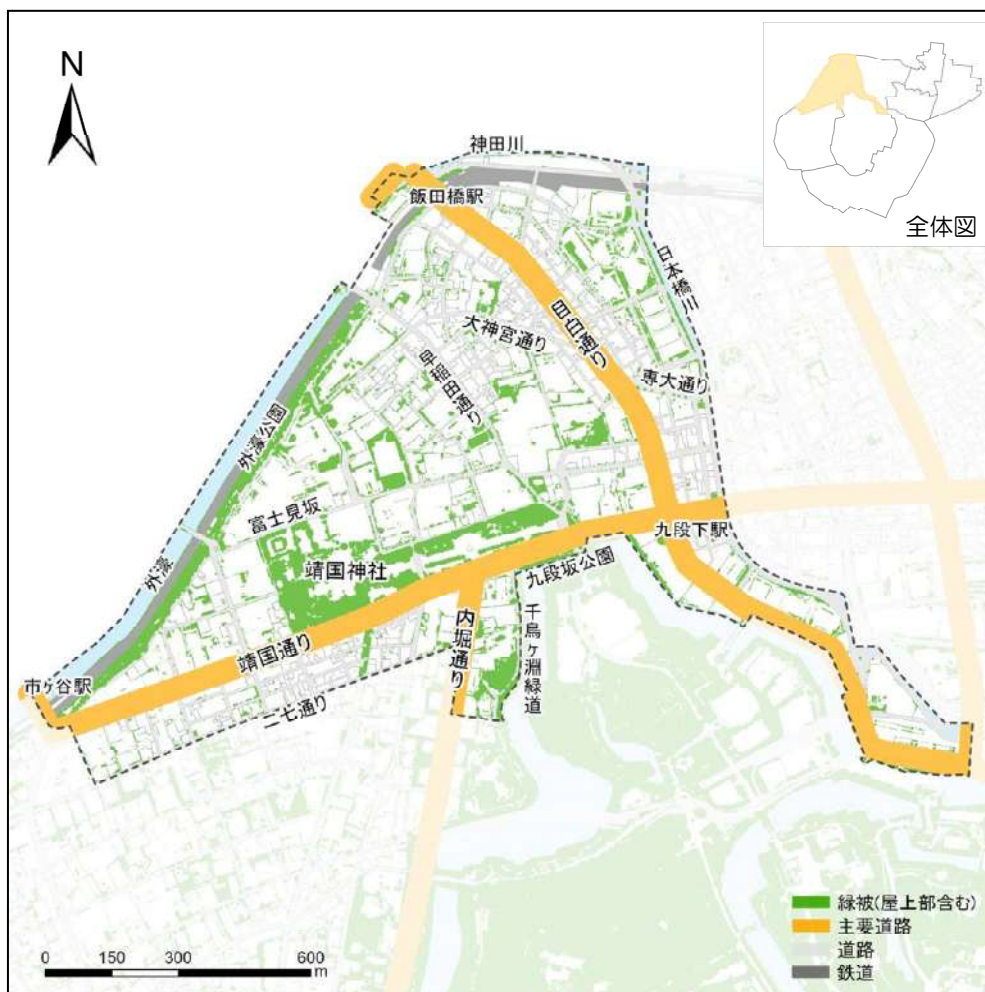 N
全体図
神田川
飯田橋駅
日本橋川
目白通り
大神宮通り
早稲田通り
専大通り
外濠公園
富士見坂
九段下駅
靖国神社
外濠
九段坂公園
千鳥ヶ淵緑道
内堀通り
靖国通り
市ヶ谷駅
二七通り
緑被(屋上部含む)
主要道路
道路
鉄道
0 150 300 600
m